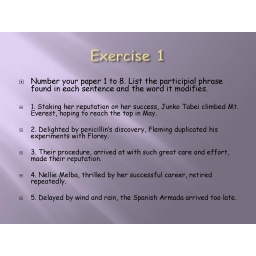 Exercise 1
Number your paper 1 to 8. List the participial phrase
found in each sentence and the word it modifies.
1. Staking her reputation on her success, Junko Tabei climbed Mt.
Everest, hoping to reach the top in May.
2. Delighted by penicillin's discovery, Fleming duplicated his
experiments with Florey.
3. Their procedure, arrived at with such great care and effort,
made their reputation.
4. Nellie Melba, thrilled by her successful career, retired
repeatedly.
5. Delayed by wind and rain, the Spanish Armada arrived too late.